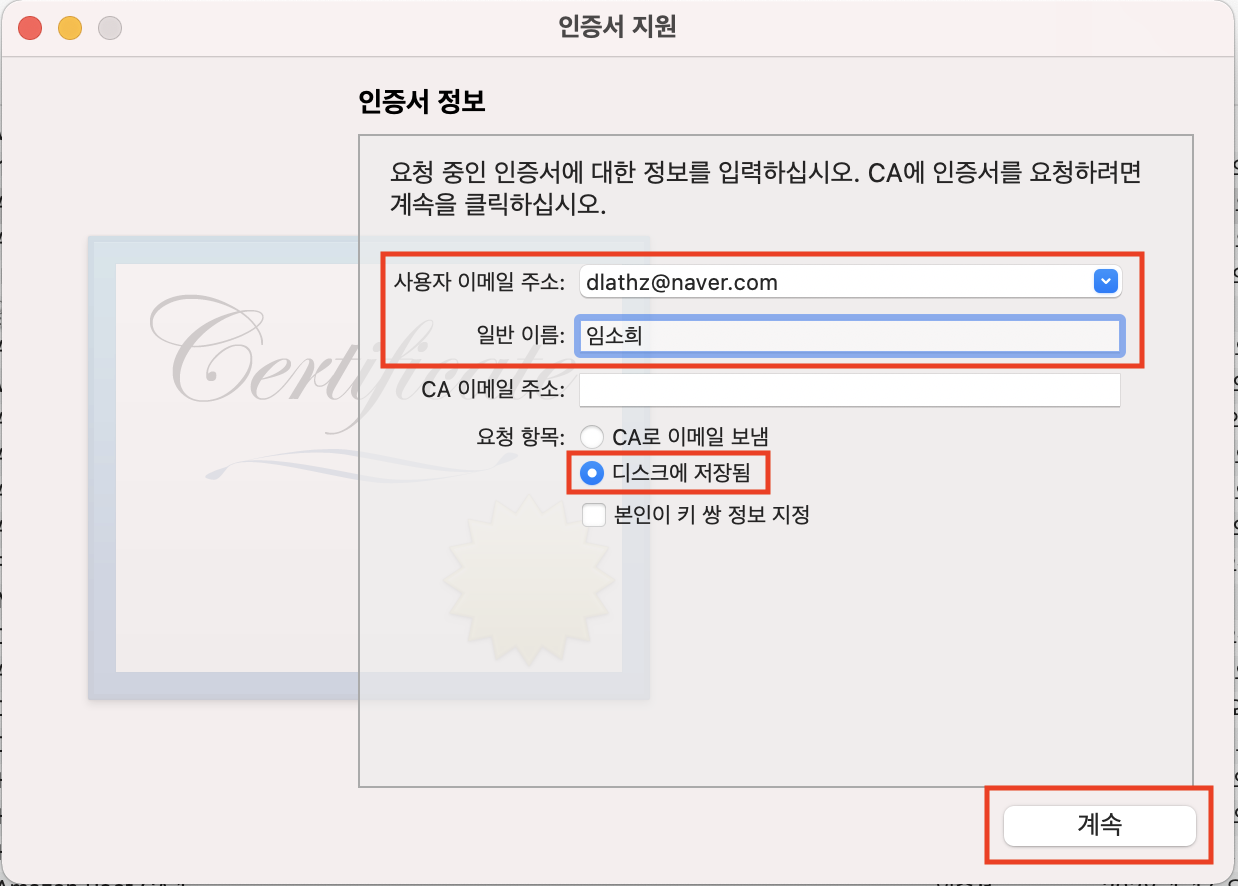 인증서 지원
인증서 정보
요청 중인 인증서에 대한 정보를 입력하십시오. CA에 인증서를 요청하려면
계속을 클릭하십시오.
사용자 이메일 주소: dlathz@naver.com
일반 이름: 임소희
CA 이메일 주소:
요청 항목: CA로 이메일 보냄
디스크에 저장됨
본인이 키 쌍 정보 지정
Certificate
계속